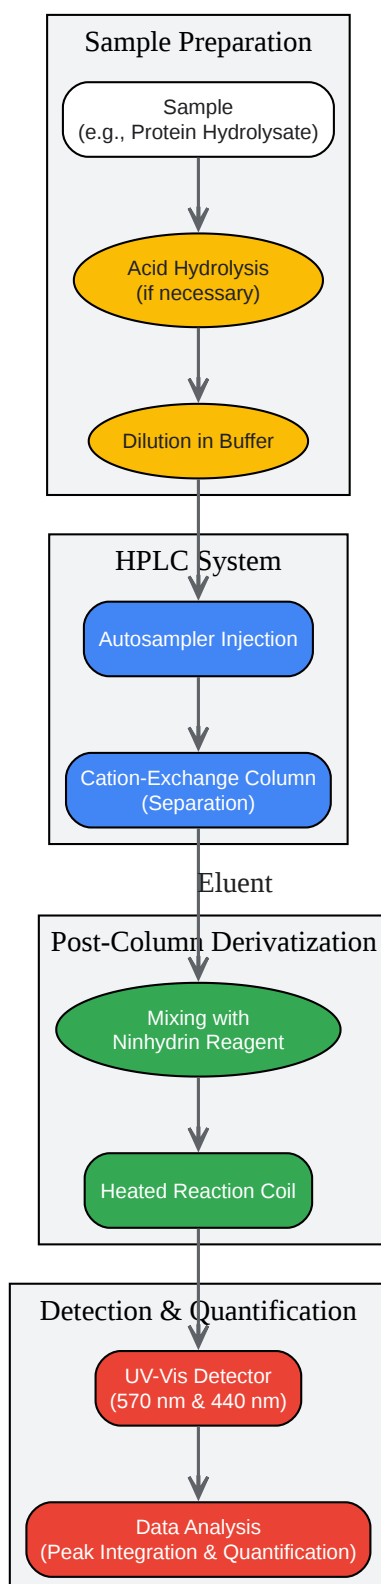 Sample Preparation
Sample
(e.g., Protein Hydrolysate)
Acid Hydrolysis
(if necessary)
Dilution in Buffer
HPLC System
Autosampler Injection
Cation-Exchange Column
(Separation)
Eluent
Post-Column Derivatization
Mixing with
Ninhydrin Reagent
Heated Reaction Coil
Detection & Quantification
UV-Vis Detector
(570 nm & 440 nm)
Data Analysis
(Peak Integration & Quantification)